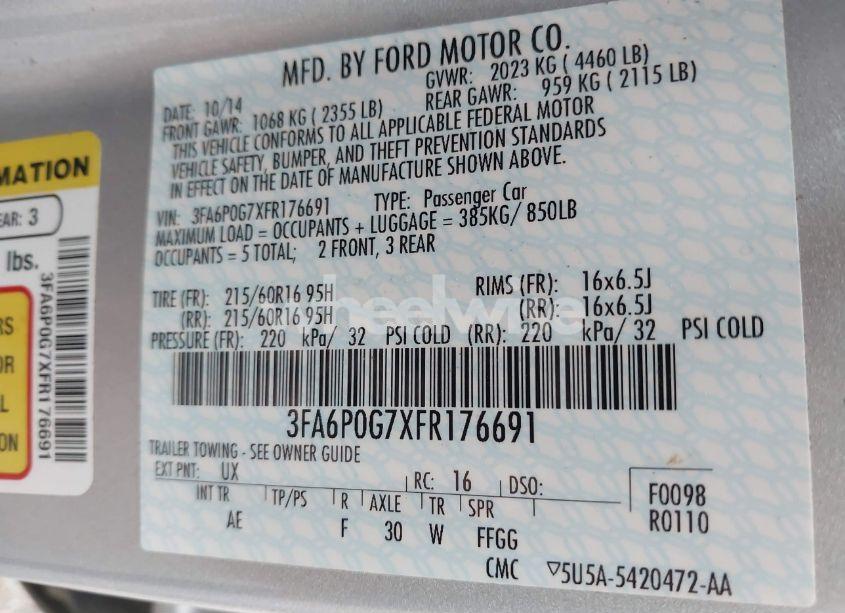 MFD. BY FORD MOTOR CO.
DATE: 10/14 GVWR: 2023 KG ( 4460 LB)
FRONT GAWR: 1068 KG ( 2355 LB) REAR GAWR: 959 KG ( 2115 LB)
THIS VEHICLE CONFORMS TO ALL APPLICABLE FEDERAL MOTOR
VEHICLE SAFETY, BUMPER, AND THEFT PREVENTION STANDARDS
IN EFFECT ON THE DATE OF MANUFACTURE SHOWN ABOVE.
VIN: 3FA6P0G7XFR176691 TYPE: Passenger Car
MAXIMUM LOAD = OCCUPANTS + LUGGAGE = 385KG/ 850LB
OCCUPANTS = 5 TOTAL; 2 FRONT, 3 REAR
TIRE (FR): 215/60R16 95H RIMS (FR): 16x6.5J
(RR): 215/60R16 95H (RR): 16x6.5J
PRESSURE (FR): 220 kPa/ 32 PSI COLD (RR): 220 kPa/ 32 PSI COLD
3FA6P0G7XFR176691
TRAILER TOWING - SEE OWNER GUIDE
EXT PNT: UX RC: 16 DSO:
INT TR TP/PS R AXLE TR SPR
AE F 30 W FFGG
F0098
R0110
CMC ▽5U5A-5420472-AA
MATION
EAR: 3
lbs.
RS
OR
L
ON
3FA6P0G7XFR176691
wheelwire